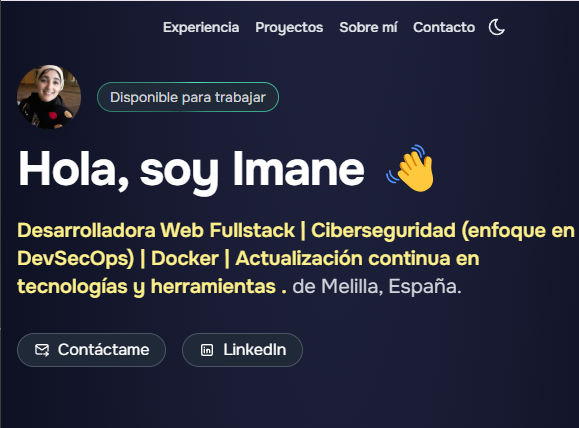 Experiencia Proyectos Sobre mí Contacto
Disponible para trabajar
Hola, soy Imane
Desarrolladora Web Fullstack | Ciberseguridad (enfoque en
DevSecOps) | Docker | Actualización continua en
tecnologías y herramientas . de Melilla, España.
Contáctame LinkedIn